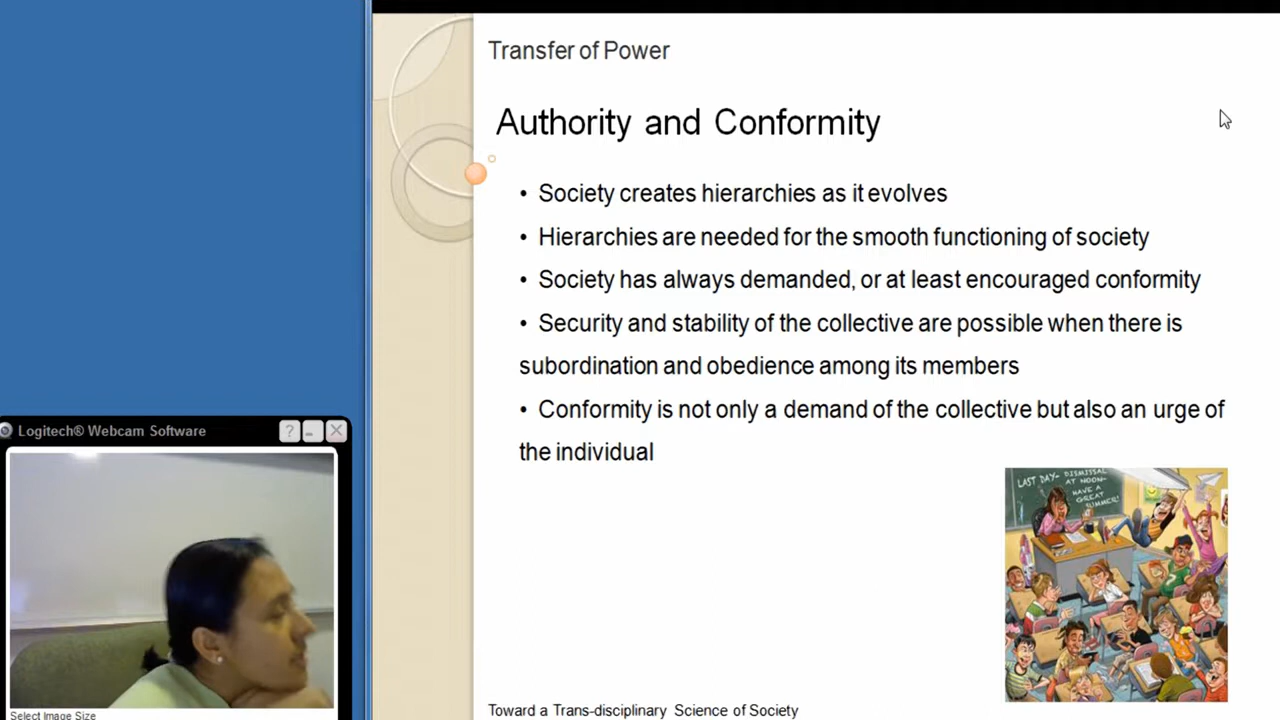 Transfer of Power
Authority and Conformity
• Society creates hierarchies as it evolves
• Hierarchies are needed for the smooth functioning of society
• Society has always demanded, or at least encouraged conformity
• Security and stability of the collective are possible when there is
subordination and obedience among its members
• Conformity is not only a demand of the collective but also an urge of
the individual
Logitech® Webcam Software
LAST DAY- DISMISSAL
AT NOON-
HAVE A
GREAT
SUMMER!
Select Image Size
Toward a Trans-disciplinary Science of Society